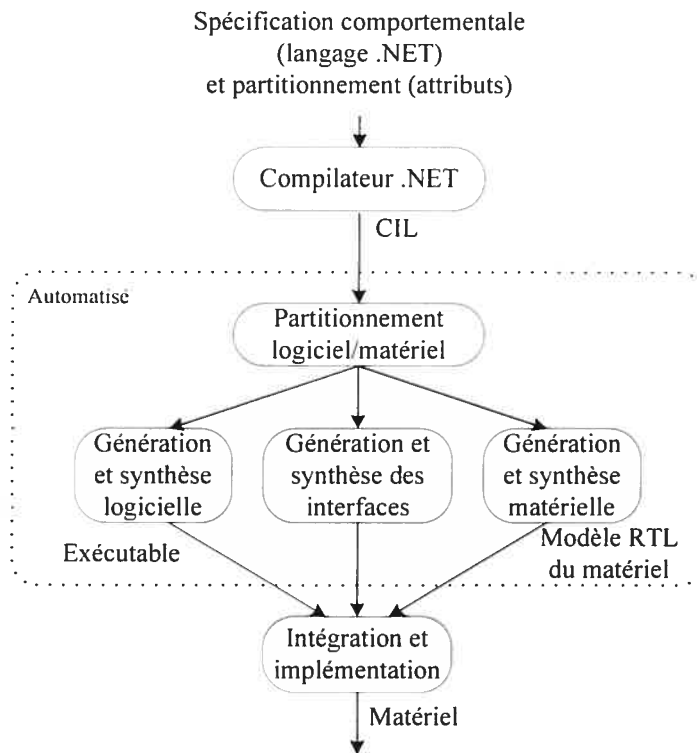 Spécification comportementale
(langage .NET)
et partitionnement (attributs)
Compilateur .NET
CIL
Automatisé
Partitionnement
logiciel/matériel
Génération
et synthèse
logicielle
Génération et
synthèse des
interfaces
Génération
et synthèse
matérielle
Exécutable
Modèle RTL
du matériel
Intégration et
implémentation
Matériel